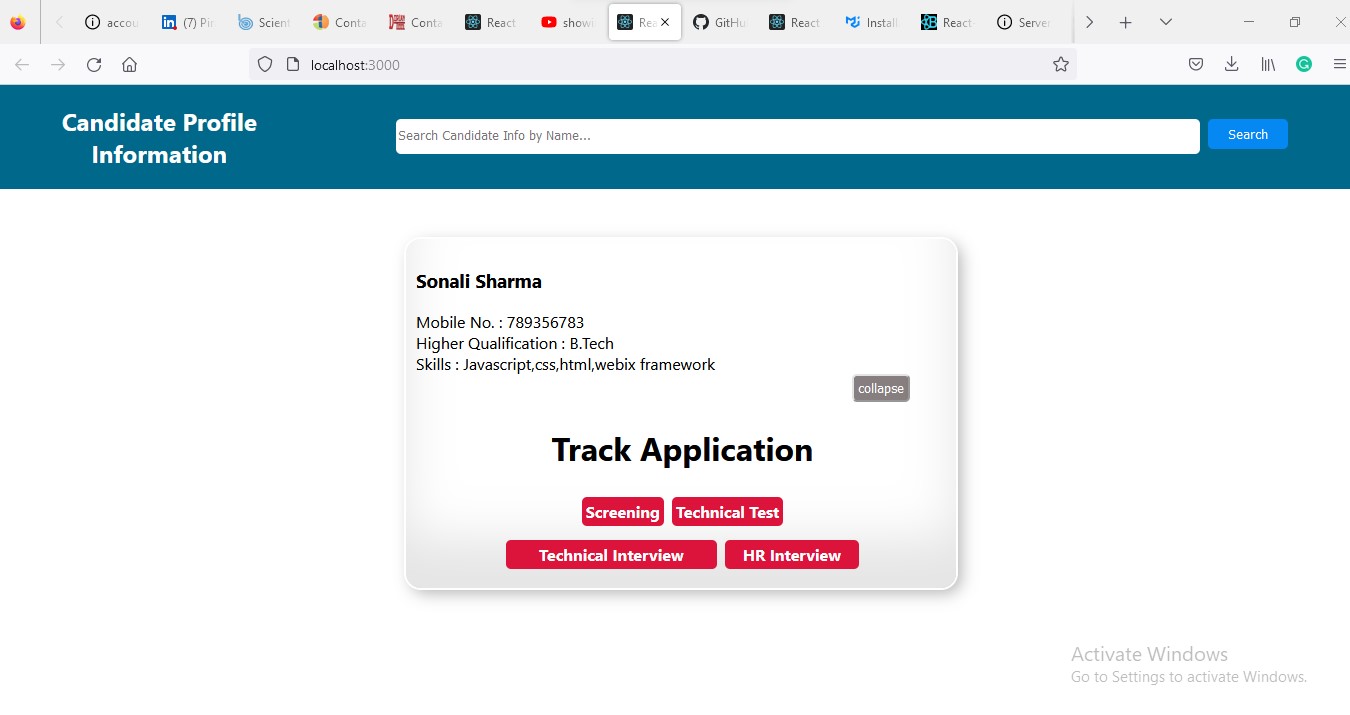 accou
(7) Pin
Scient
Conta
Conta
React
showi
Rea
GitHu
React
Install
React-
Server
localhost:3000
Candidate Profile
Information
Search Candidate Info by Name...
Search
Sonali Sharma
Mobile No. : 789356783
Higher Qualification : B.Tech
Skills : Javascript,css,html,webix framework
collapse
Track Application
Screening
Technical Test
Technical Interview
HR Interview
Activate Windows
Go to Settings to activate Windows.